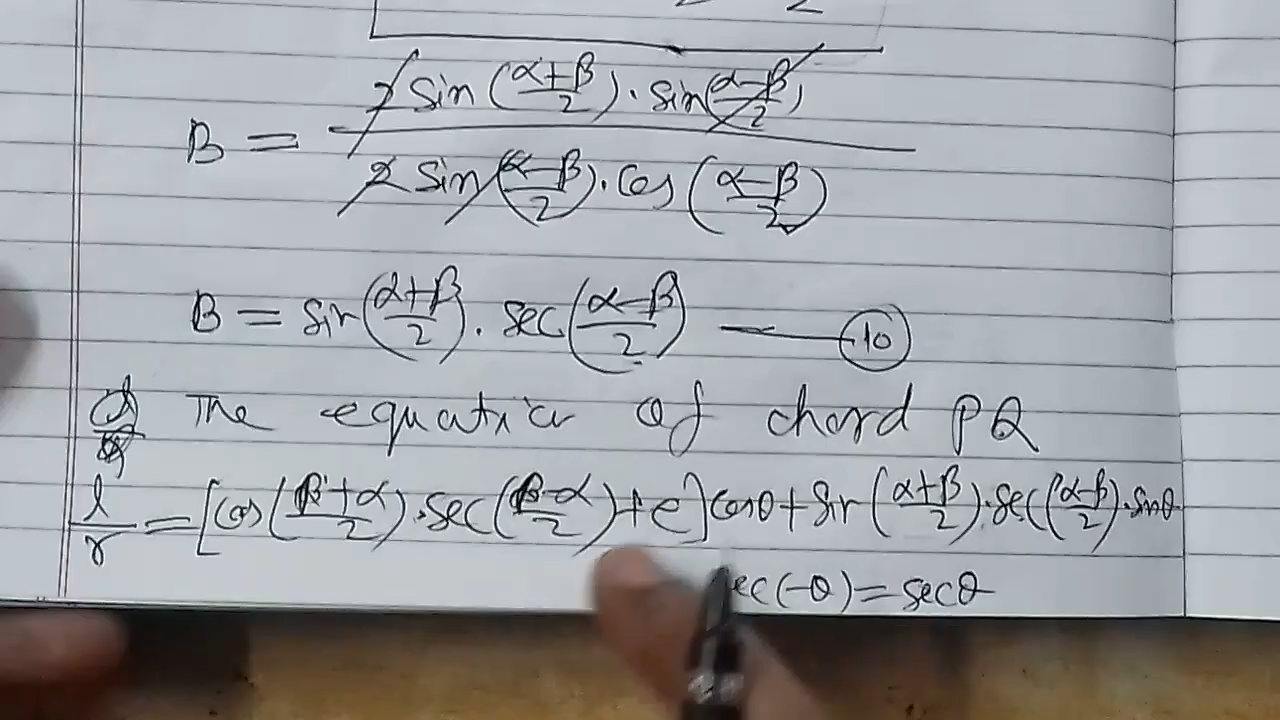 2
B = 2 sin (α+β/2) · sin(α−β/2) / 2 sin(α−β/2) · cos (α−β/2)
B = sin(α+β/2) · sec(α−β/2) — 10
The equation of chord PQ
l/r = [cos(β+α/2) · sec(β−α/2) + e] cosθ + sin(α+β/2) · sec(α−β/2) · sinθ
sec(−θ) = secθ